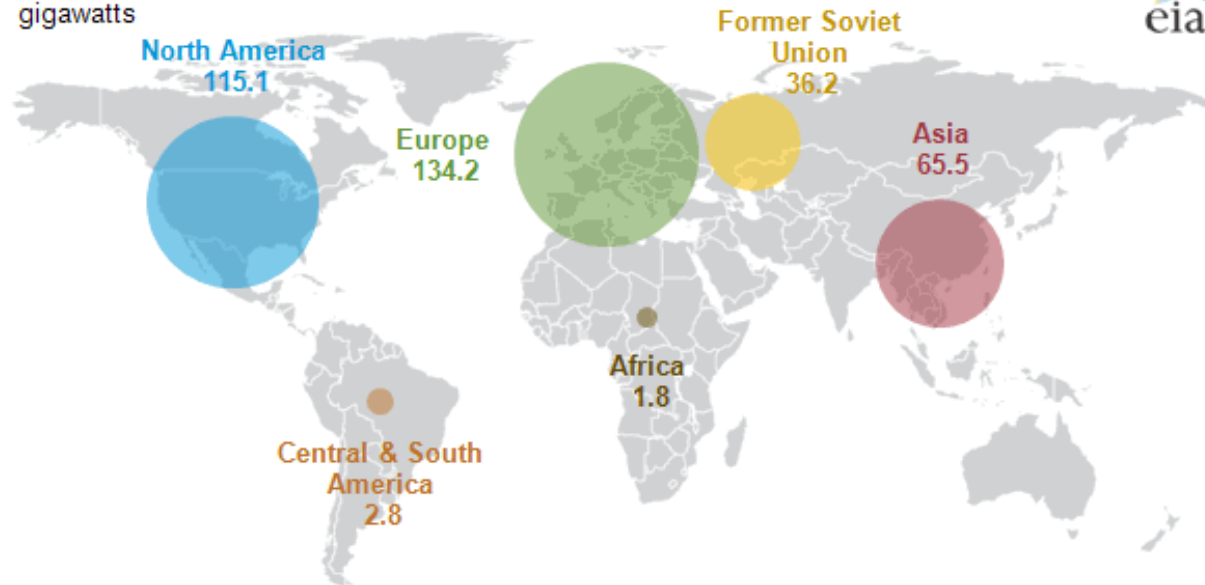 gigawatts
eia
North America
115.1
Europe
134.2
Former Soviet
Union
36.2
Asia
65.5
Africa
1.8
Central & South
America
2.8